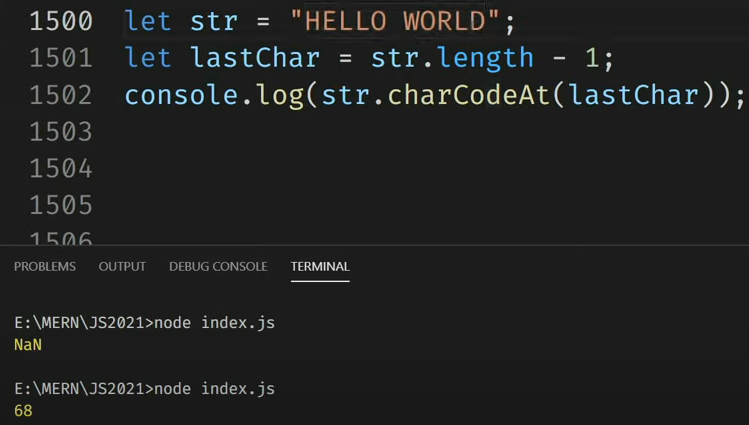 1500 let str = "HELLO WORLD";
1501 let lastChar = str.length - 1;
1502 console.log(str.charCodeAt(lastChar));
1503
1504
1505
1506
PROBLEMS OUTPUT DEBUG CONSOLE TERMINAL
E:\MERN\JS2021>node index.js
NaN
E:\MERN\JS2021>node index.js
68